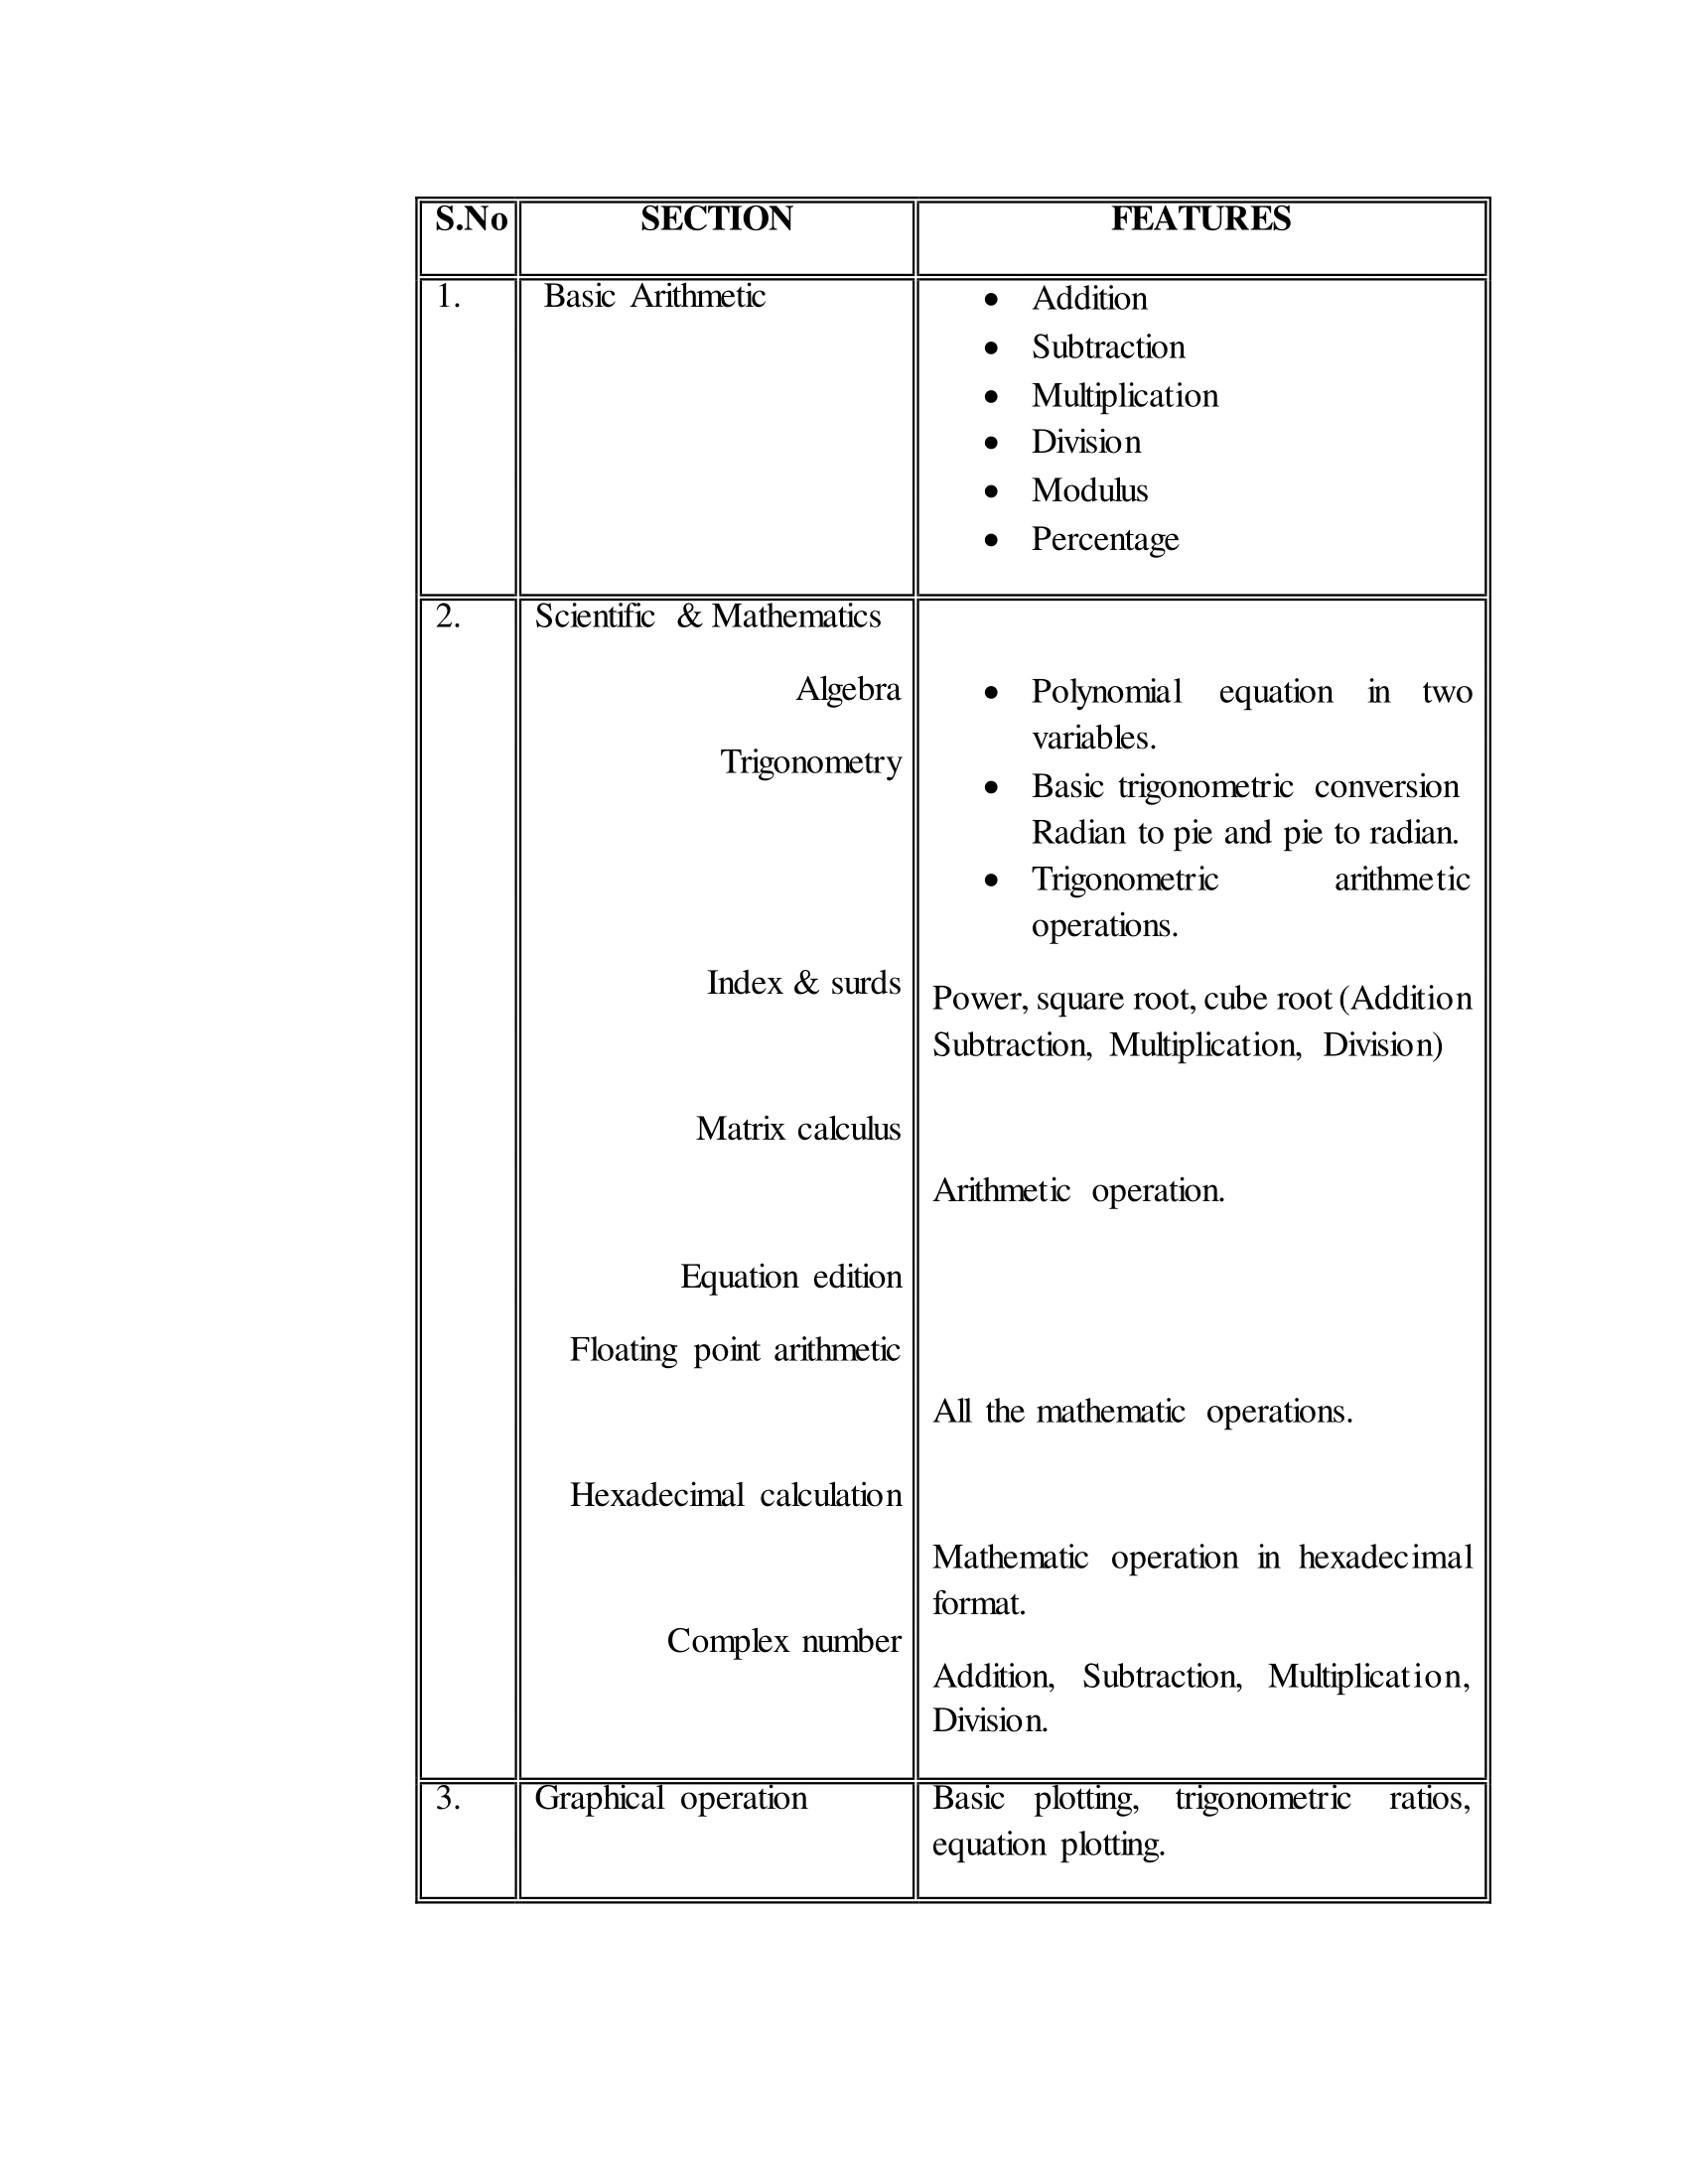 S.No SECTION FEATURES
1. Basic Arithmetic
• Addition
• Subtraction
• Multiplication
• Division
• Modulus
• Percentage
2. Scientific & Mathematics
Algebra
• Polynomial equation in two
variables.
Trigonometry
• Basic trigonometric conversion
Radian to pie and pie to radian.
• Trigonometric arithmetic
operations.
Index & surds
Power, square root, cube root (Addition
Subtraction, Multiplication, Division)
Matrix calculus
Arithmetic operation.
Equation edition
Floating point arithmetic
All the mathematic operations.
Hexadecimal calculation
Mathematic operation in hexadecimal
format.
Complex number
Addition, Subtraction, Multiplication,
Division.
3. Graphical operation
Basic plotting, trigonometric ratios,
equation plotting.